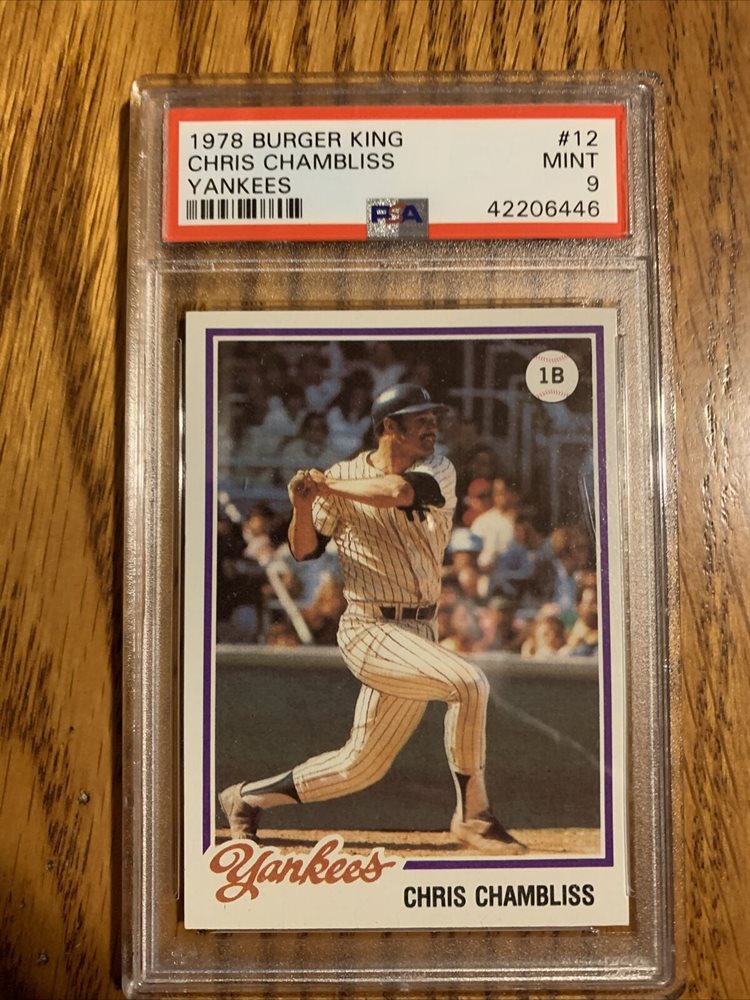 1978 BURGER KING #12
CHRIS CHAMBLISS MINT
YANKEES 9
PSA 42206446
1B
Yankees
CHRIS CHAMBLISS